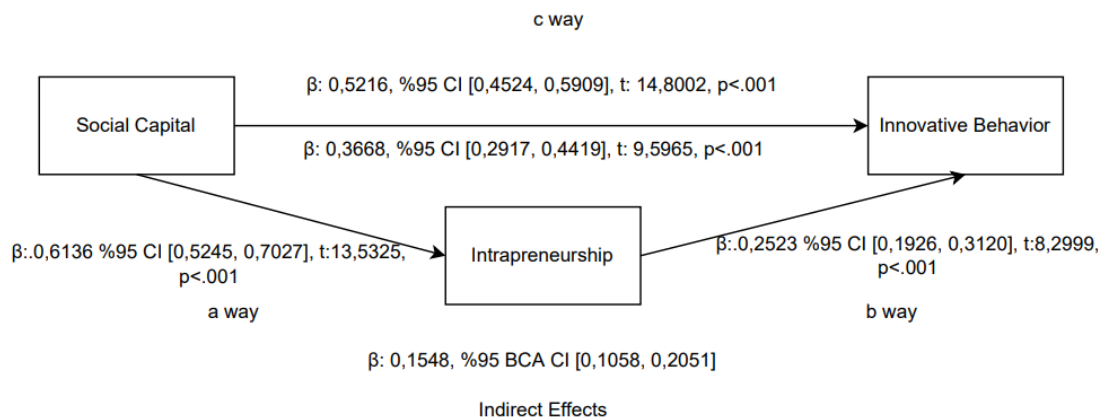 c way
β: 0,5216, %95 CI [0,4524, 0,5909], t: 14,8002, p<.001
Social Capital
Innovative Behavior
β: 0,3668, %95 CI [0,2917, 0,4419], t: 9,5965, p<.001
Intrapreneurship
β:.0,6136 %95 CI [0,5245, 0,7027], t:13,5325,
p<.001
β:.0,2523 %95 CI [0,1926, 0,3120], t:8,2999,
p<.001
a way
b way
β: 0,1548, %95 BCA CI [0,1058, 0,2051]
Indirect Effects